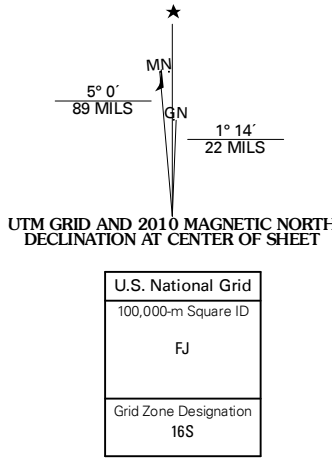 ★
MN
GN
5° 0´
89 MILS
1° 14´
22 MILS
UTM GRID AND 2010 MAGNETIC NORTH
DECLINATION AT CENTER OF SHEET
U.S. National Grid
100,000-m Square ID
FJ
Grid Zone Designation
16S